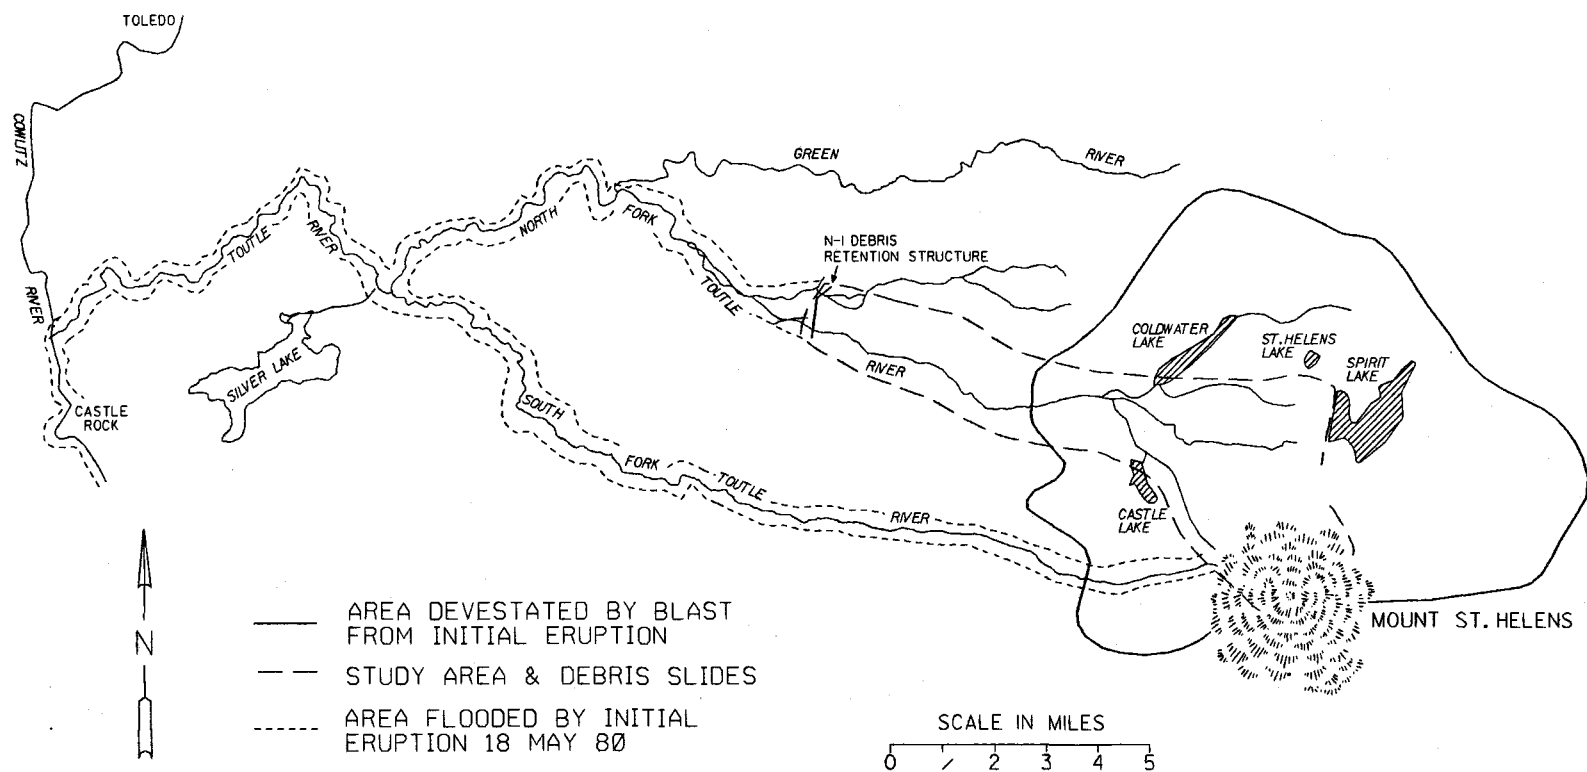 TOLEDO
COWLITZ
RIVER
TOUTLE
RIVER
SILVER LAKE
CASTLE
ROCK
NORTH
FORK
TOUTLE
RIVER
GREEN
RIVER
N-1 DEBRIS
RETENTION STRUCTURE
COLDWATER
LAKE
ST. HELENS
LAKE
SPIRIT
LAKE
CASTLE
LAKE
SOUTH
FORK
TOUTLE
RIVER
MOUNT ST. HELENS
N
AREA DEVESTATED BY BLAST
FROM INITIAL ERUPTION
STUDY AREA & DEBRIS SLIDES
AREA FLOODED BY INITIAL
ERUPTION 18 MAY 80
SCALE IN MILES
0 1 2 3 4 5